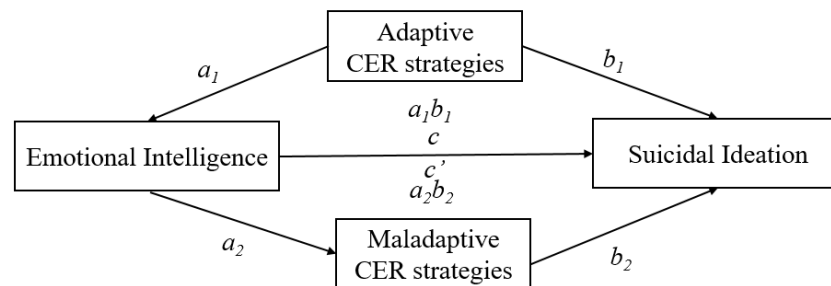 Adaptive
CER strategies
a1
b1
a1b1
Emotional Intelligence
c
c'
Suicidal Ideation
a2b2
a2
Maladaptive
CER strategies
b2